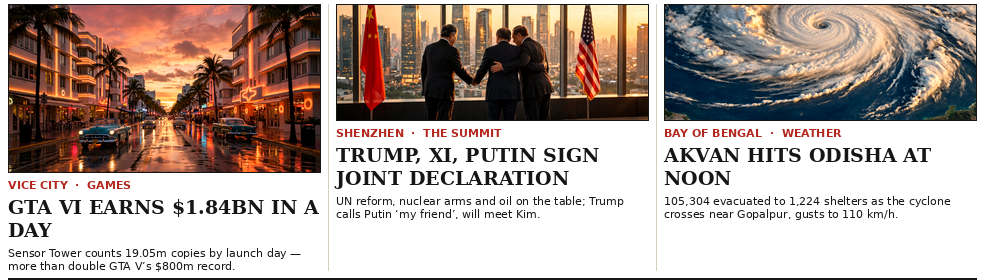 VICE CITY · GAMES
GTA VI EARNS $1.84BN IN A
DAY
Sensor Tower counts 19.05m copies by launch day —
more than double GTA V’s $800m record.
SHENZHEN · THE SUMMIT
TRUMP, XI, PUTIN SIGN
JOINT DECLARATION
UN reform, nuclear arms and oil on the table; Trump
calls Putin ‘my friend’, will meet Kim.
BAY OF BENGAL · WEATHER
AKVAN HITS ODISHA AT
NOON
105,304 evacuated to 1,224 shelters as the cyclone
crosses near Gopalpur, gusts to 110 km/h.